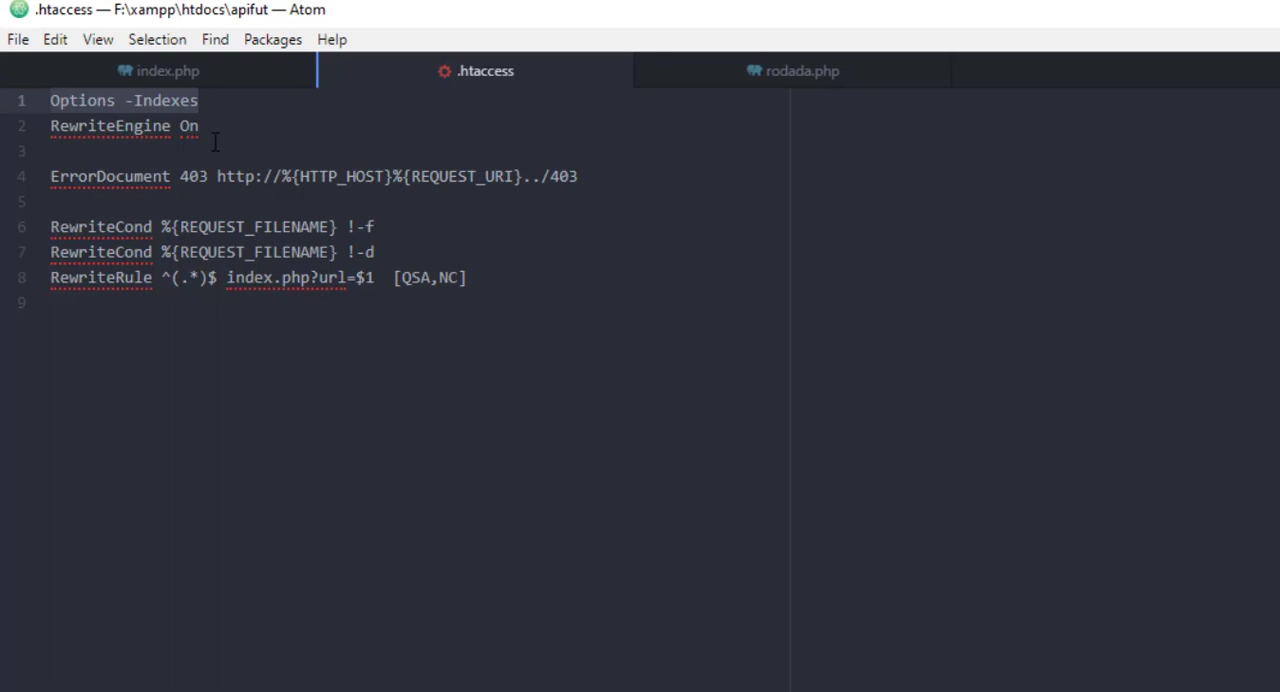 .htaccess — F:\xampp\htdocs\apifut — Atom
File Edit View Selection Find Packages Help
index.php .htaccess rodada.php
1 Options -Indexes
2 RewriteEngine On
3
4 ErrorDocument 403 http://%{HTTP_HOST}%{REQUEST_URI}../403
5
6 RewriteCond %{REQUEST_FILENAME} !-f
7 RewriteCond %{REQUEST_FILENAME} !-d
8 RewriteRule ^(.*)$ index.php?url=$1  [QSA,NC]
9